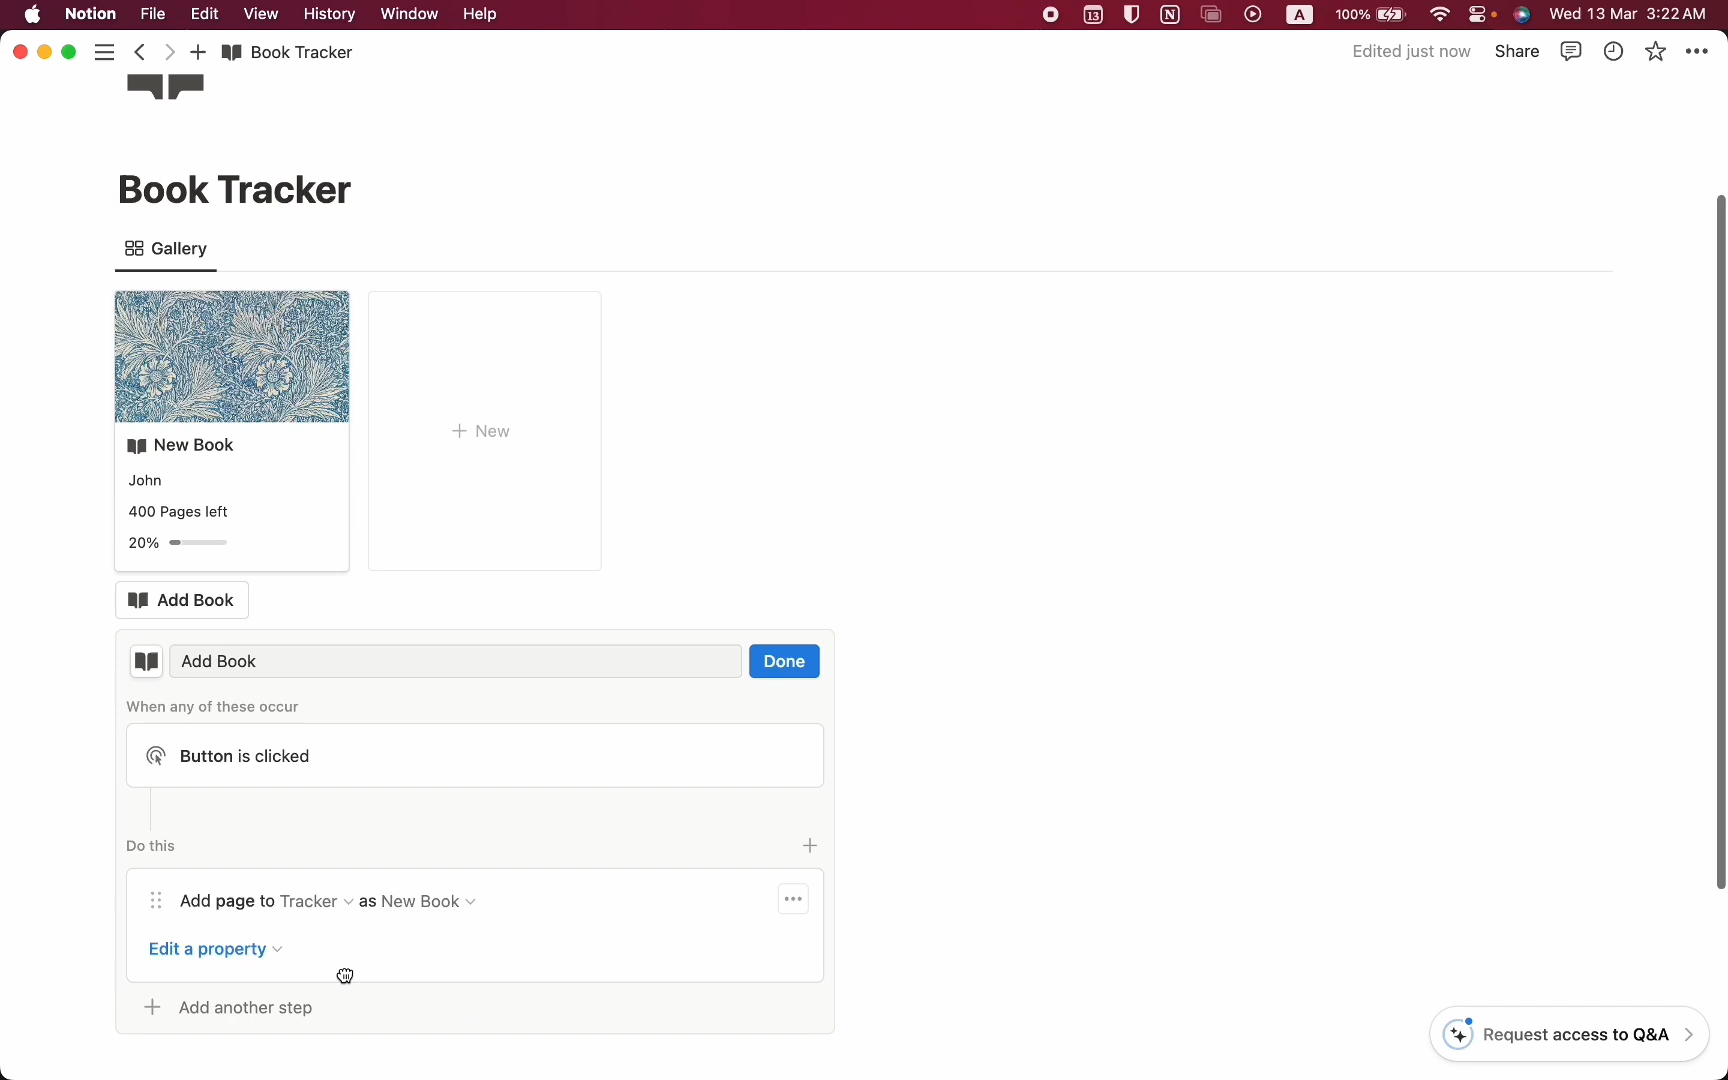 Notion File Edit View History Window Help 13 A 100% Wed 13 Mar 3:22 AM
Book Tracker Edited just now Share
Book Tracker
Gallery
New Book
John
400 Pages left
20%
+ New
Add Book
Add Book Done
When any of these occur
Button is clicked
Do this +
Add page to Tracker as New Book
Edit a property
+ Add another step
Request access to Q&A